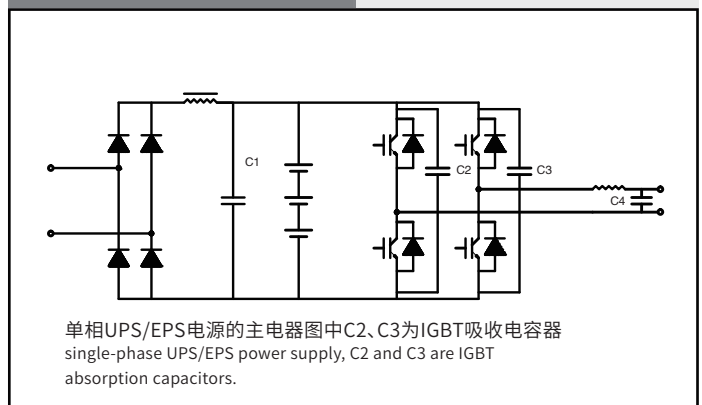 C1
C2
C3
C4
单相UPS/EPS电源的主电器图中C2、C3为IGBT吸收电容器
single-phase UPS/EPS power supply, C2 and C3 are IGBT
absorption capacitors.